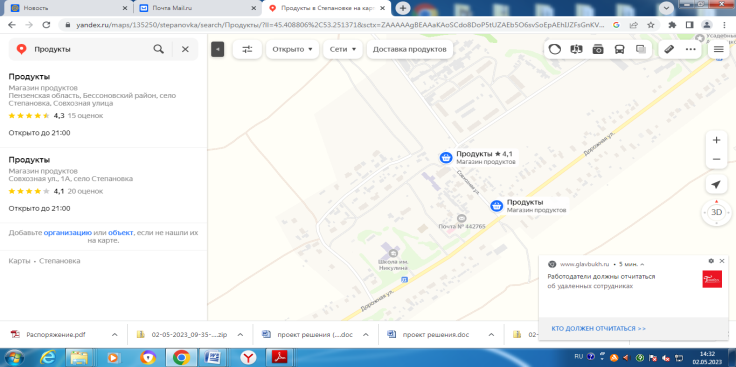 Новость
Почта Mail.ru
Продукты в Степановке на кар
yandex.ru/maps/135250/stepanovka/search/Продукты/?ll=45.408806%2C53.251371&sctx=
Продукты
Открыто
Сети
Доставка продуктов
Продукты
Магазин продуктов
Пензенская область, Бессоновский район, село
Степановка, Совхозная улица
4,3 15 оценок
Открыто до 21:00
Продукты
Магазин продуктов
Совхозная ул., 1А, село Степановка
4,1 20 оценок
Открыто до 21:00
Добавьте организацию или объект, если не нашли их
на карте.
Карты • Степановка
Усадебная
Дорожная ул.
Продукты ★ 4,1
Магазин продуктов
Совхозная ул.
Продукты
Магазин продуктов
Почта № 442765
Школа им.
Никулина
Дорожная ул.
3D
www.glavbukh.ru • 5 мин.
Работодатели должны отчитаться
об удаленных сотрудниках
КТО ДОЛЖЕН ОТЧИТАТЬСЯ >>
Распоряжение.pdf
02-05-2023_09-35-....zip
проект решения (....doc
проект решения.doc
RU
14:32
02.05.2023